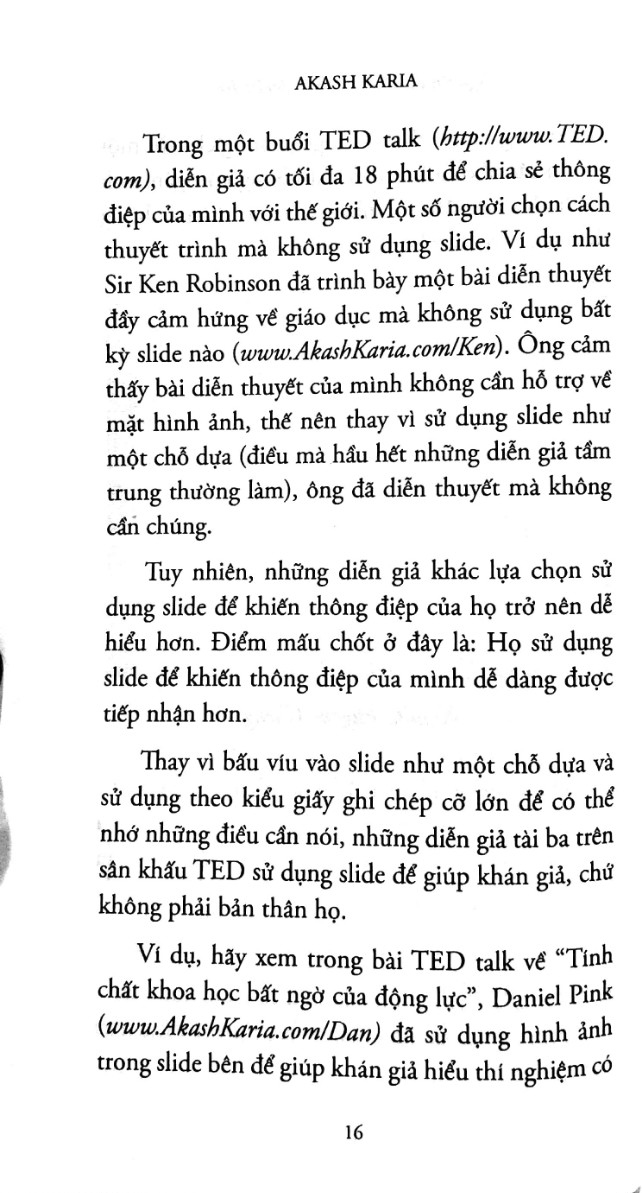 AKASH KARIA
Trong một buổi TED talk (http://www.TED.
com), diễn giả có tối đa 18 phút để chia sẻ thông
điệp của mình với thế giới. Một số người chọn cách
thuyết trình mà không sử dụng slide. Ví dụ như
Sir Ken Robinson đã trình bày một bài diễn thuyết
đầy cảm hứng về giáo dục mà không sử dụng bất
kỳ slide nào (www.AkashKaria.com/Ken). Ông cảm
thấy bài diễn thuyết của mình không cần hỗ trợ về
mặt hình ảnh, thế nên thay vì sử dụng slide như
một chỗ dựa (điều mà hầu hết những diễn giả tầm
trung thường làm), ông đã diễn thuyết mà không
cần chúng.
Tuy nhiên, những diễn giả khác lựa chọn sử
dụng slide để khiến thông điệp của họ trở nên dễ
hiểu hơn. Điểm mấu chốt ở đây là: Họ sử dụng
slide để khiến thông điệp của mình dễ dàng được
tiếp nhận hơn.
Thay vì bấu víu vào slide như một chỗ dựa và
sử dụng theo kiểu giấy ghi chép cỡ lớn để có thể
nhớ những điều cần nói, những diễn giả tài ba trên
sân khấu TED sử dụng slide để giúp khán giả, chứ
không phải bản thân họ.
Ví dụ, hãy xem trong bài TED talk về “Tính
chất khoa học bất ngờ của động lực”, Daniel Pink
(www.AkashKaria.com/Dan) đã sử dụng hình ảnh
trong slide bên để giúp khán giả hiểu thí nghiệm có
16